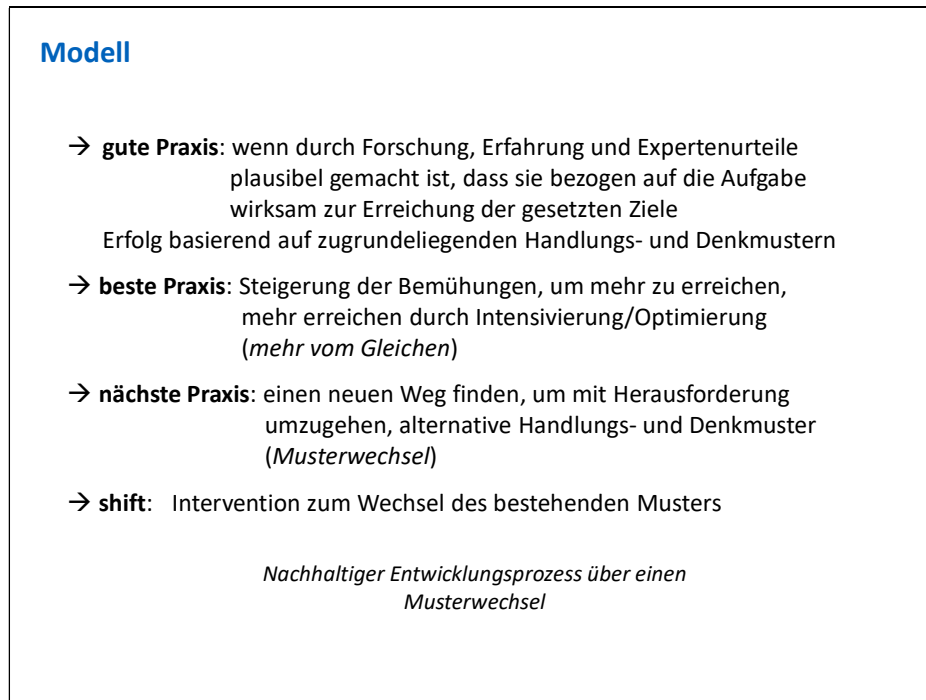 Modell
→ gute Praxis: wenn durch Forschung, Erfahrung und Expertenurteile
plausibel gemacht ist, dass sie bezogen auf die Aufgabe
wirksam zur Erreichung der gesetzten Ziele
Erfolg basierend auf zugrundeliegenden Handlungs- und Denkmustern
→ beste Praxis: Steigerung der Bemühungen, um mehr zu erreichen,
mehr erreichen durch Intensivierung/Optimierung
(mehr vom Gleichen)
→ nächste Praxis: einen neuen Weg finden, um mit Herausforderung
umzugehen, alternative Handlungs- und Denkmuster
(Musterwechsel)
→ shift: Intervention zum Wechsel des bestehenden Musters
Nachhaltiger Entwicklungsprozess über einen
Musterwechsel